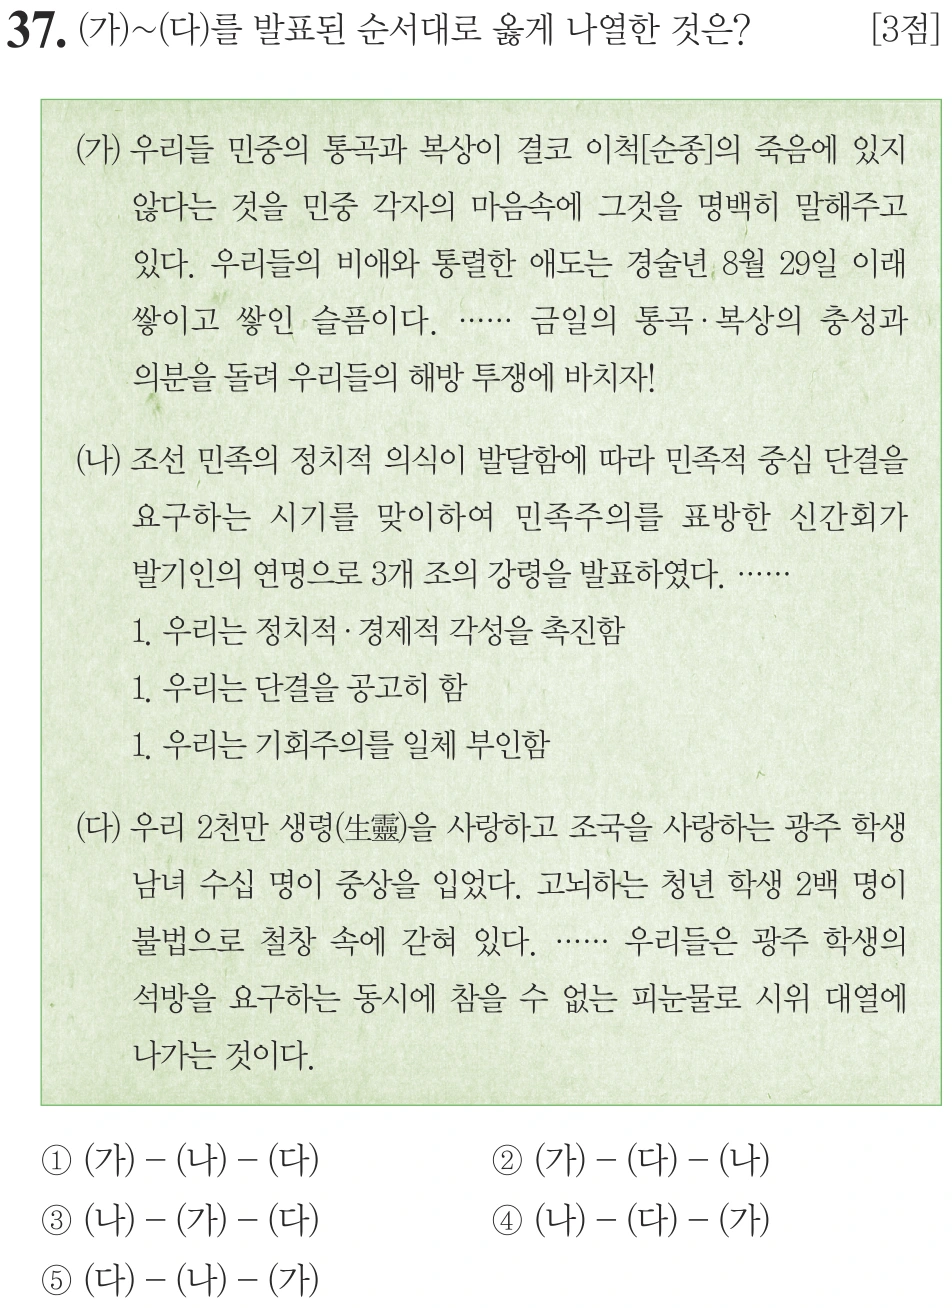 37. (가)~(다)를 발표된 순서대로 옳게 나열한 것은? [3점]
(가) 우리들 민중의 통곡과 복상이 결코 이척[순종]의 죽음에 있지
않다는 것을 민중 각자의 마음속에 그것을 명백히 말해주고
있다. 우리들의 비애와 통렬한 애도는 경술년 8월 29일 이래
쌓이고 쌓인 슬픔이다. …… 금일의 통곡·복상의 충성과
의분을 돌려 우리들의 해방 투쟁에 바치자!
(나) 조선 민족의 정치적 의식이 발달함에 따라 민족적 중심 단결을
요구하는 시기를 맞이하여 민족주의를 표방한 신간회가
발기인의 연명으로 3개 조의 강령을 발표하였다. ……
1. 우리는 정치적·경제적 각성을 촉진함
1. 우리는 단결을 공고히 함
1. 우리는 기회주의를 일체 부인함
(다) 우리 2천만 생령(生靈)을 사랑하고 조국을 사랑하는 광주 학생
남녀 수십 명이 중상을 입었다. 고뇌하는 청년 학생 2백 명이
불법으로 철창 속에 갇혀 있다. …… 우리들은 광주 학생의
석방을 요구하는 동시에 참을 수 없는 피눈물로 시위 대열에
나가는 것이다.
① (가) – (나) – (다) ② (가) – (다) – (나)
③ (나) – (가) – (다) ④ (나) – (다) – (가)
⑤ (다) – (나) – (가)